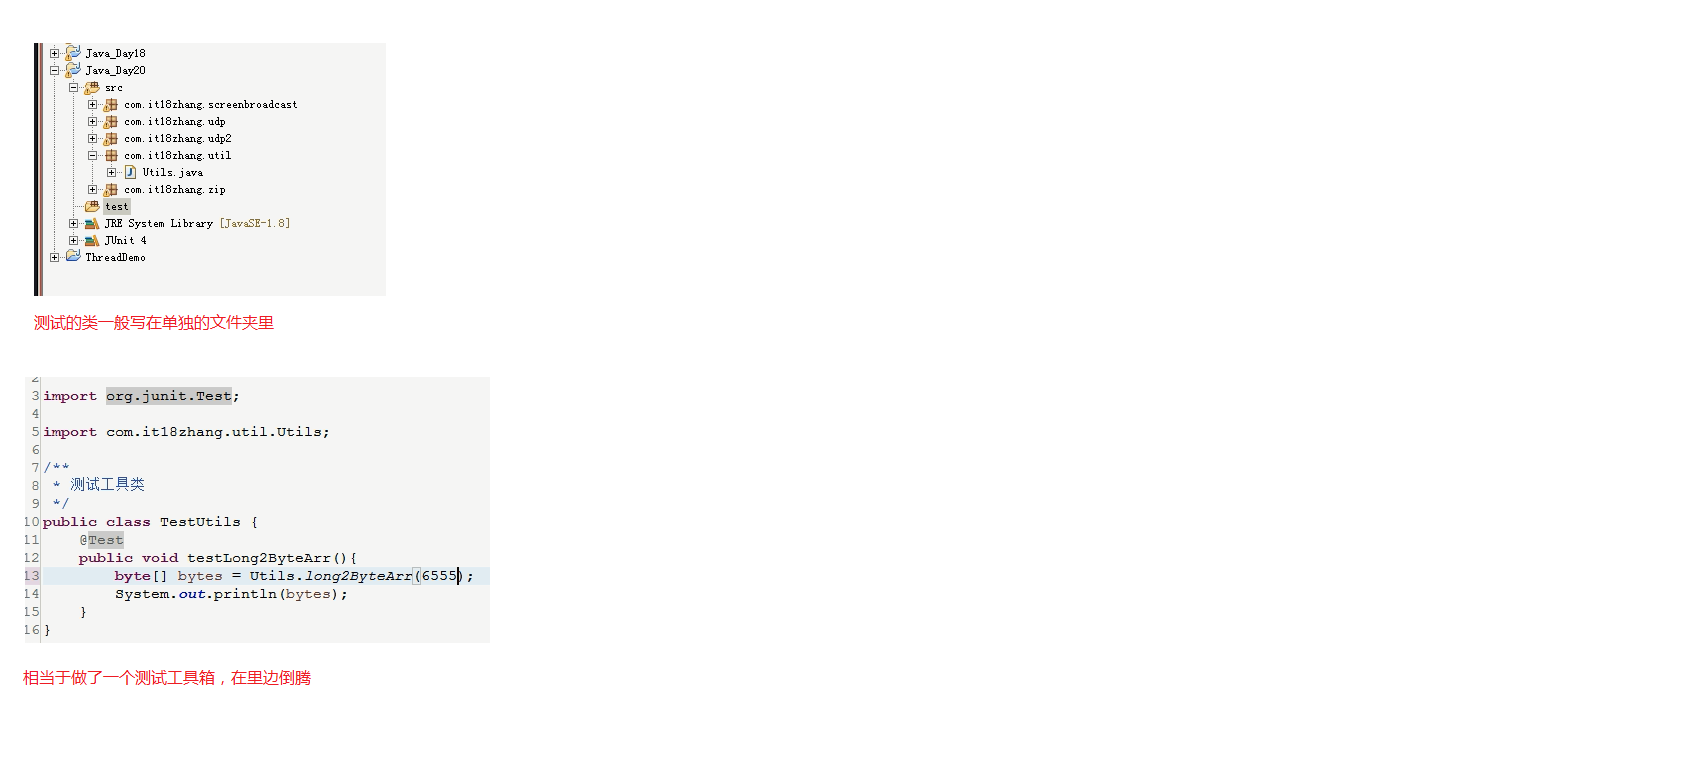 Java_Day18
Java_Day20
src
com.it18zhang.screenbroadcast
com.it18zhang.udp
com.it18zhang.udp2
com.it18zhang.util
Utils.java
com.it18zhang.zip
test
JRE System Library [JavaSE-1.8]
JUnit 4
ThreadDemo
测试的类一般写在单独的文件夹里
2
3 import org.junit.Test;
4
5 import com.it18zhang.util.Utils;
6
7 /**
8 * 测试工具类
9 */
10 public class TestUtils {
11 @Test
12 public void testLong2ByteArr(){
13 byte[] bytes = Utils.long2ByteArr(6555);
14 System.out.println(bytes);
15 }
16 }
相当于做了一个测试工具箱，在里边倒腾